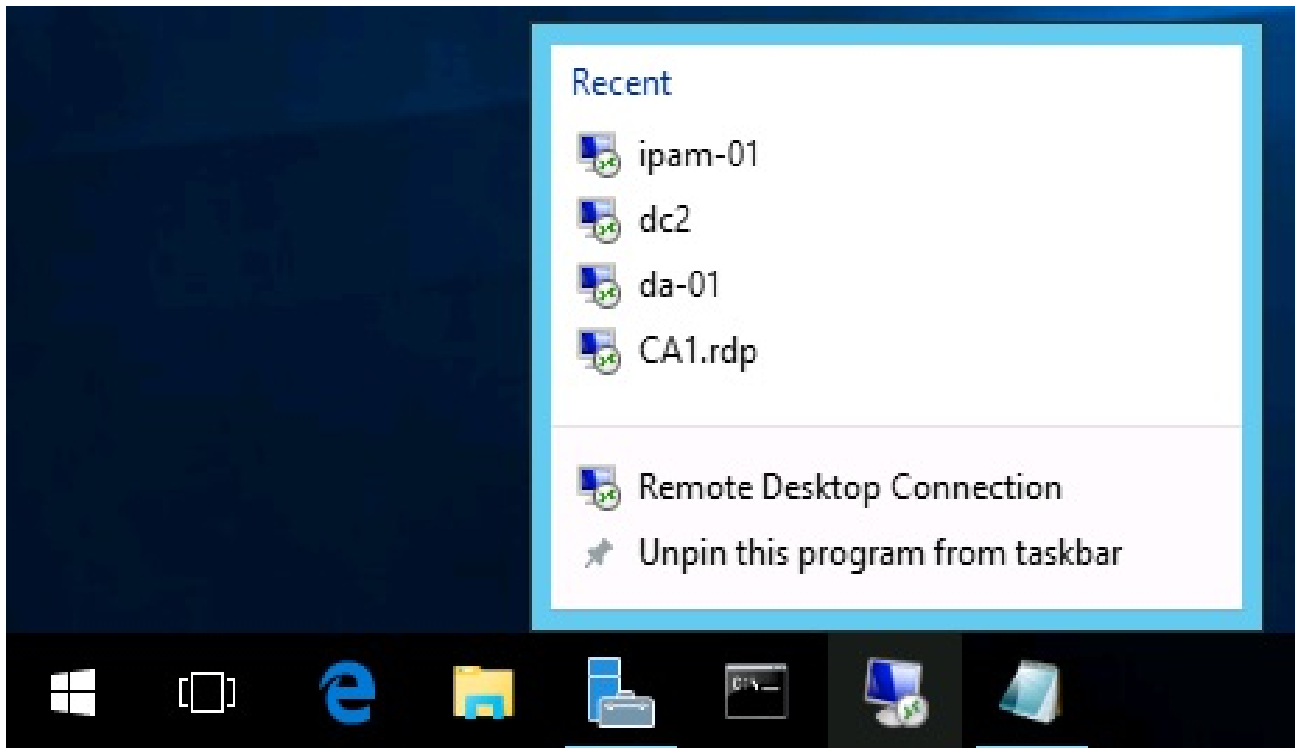 Recent
ipam-01
dc2
da-01
CA1.rdp
Remote Desktop Connection
Unpin this program from taskbar